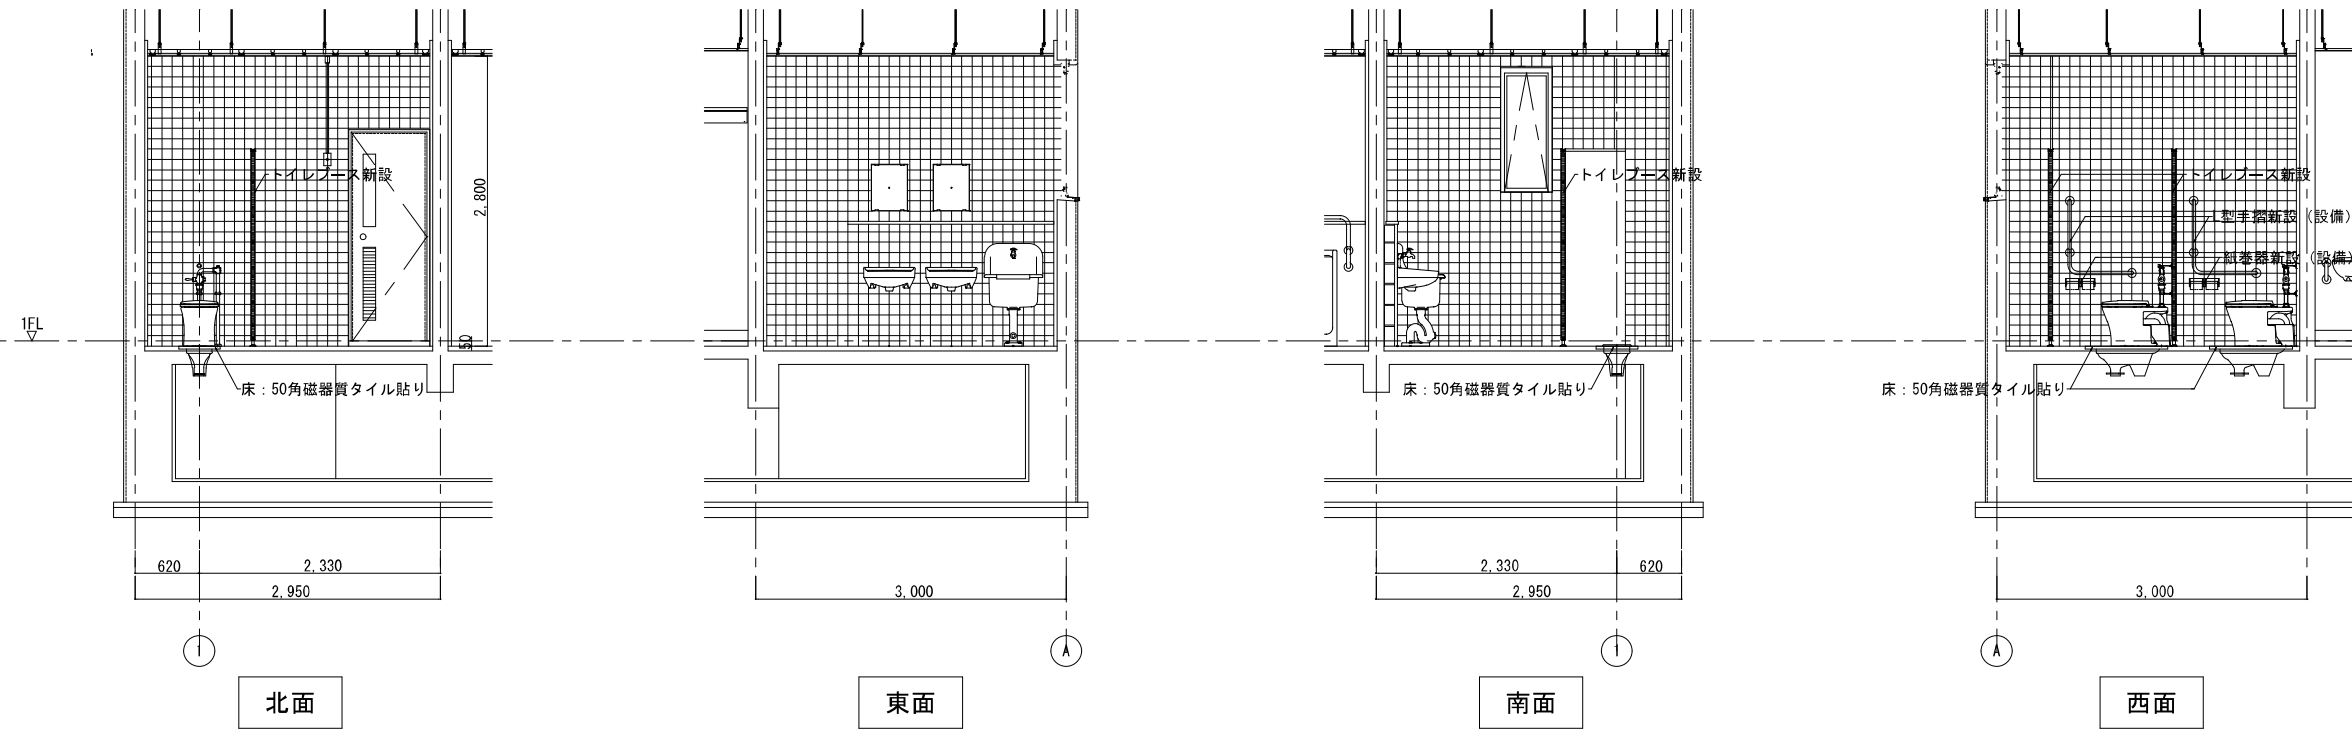 トイレブース新設
2,800
1FL
50
床：50角磁器質タイル貼り
620
2,330
2,950
1
北面
3,000
A
東面
トイレブース新設
床：50角磁器質タイル貼り
2,330
620
2,950
1
南面
トイレブース新設
L型手摺新設（設備）
紙巻器新設（設備）
床：50角磁器質タイル貼り
3,000
A
西面